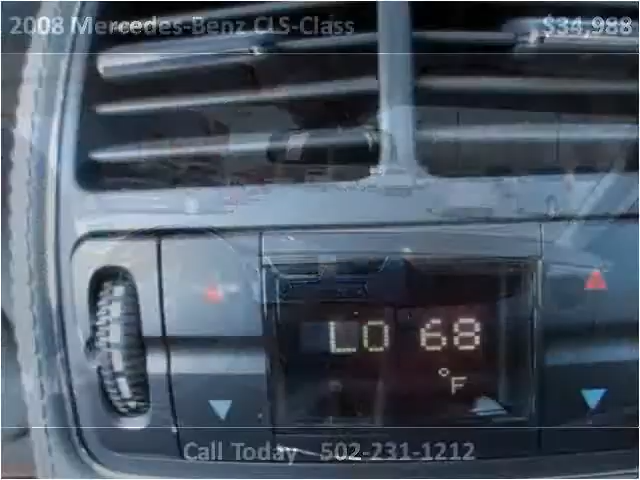 2008 Mercedes-Benz CLS-Class $34,988
LO 68
°F
Call Today 502-231-1212